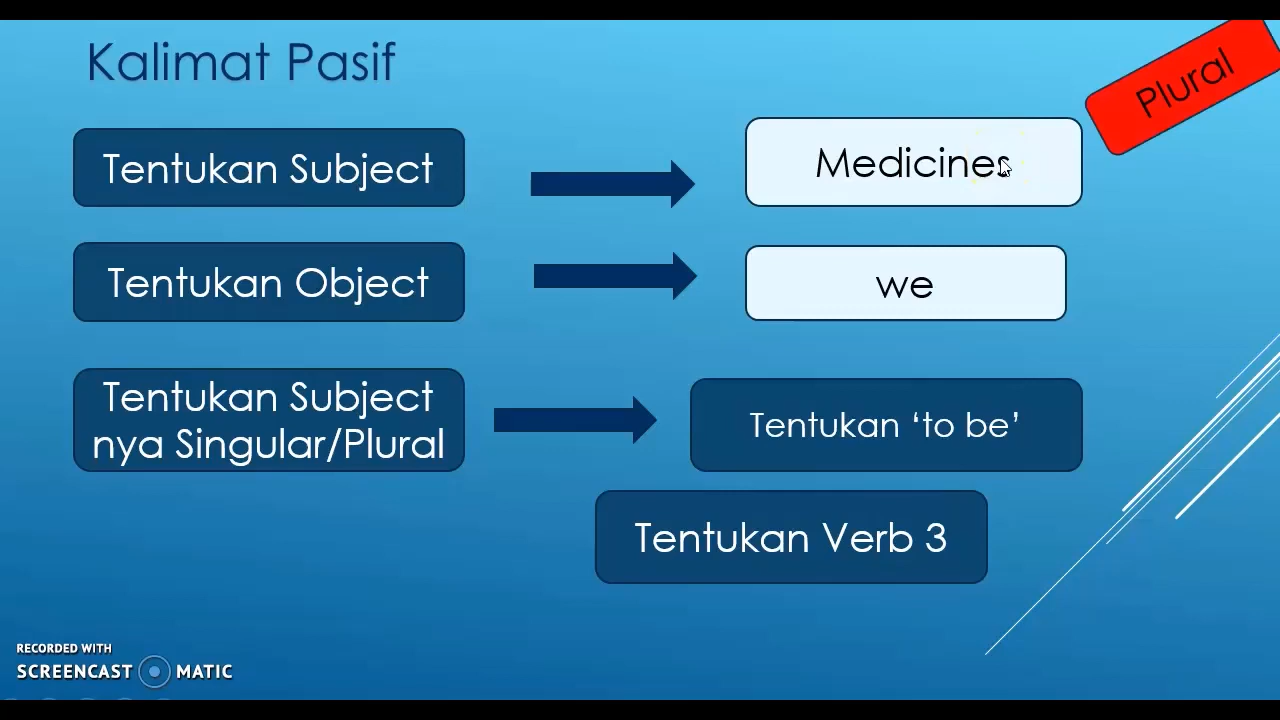 Kalimat Pasif
Plural
Tentukan Subject
Medicines
Tentukan Object
we
Tentukan Subject
nya Singular/Plural
Tentukan ‘to be’
Tentukan Verb 3
RECORDED WITH
SCREENCAST MATIC